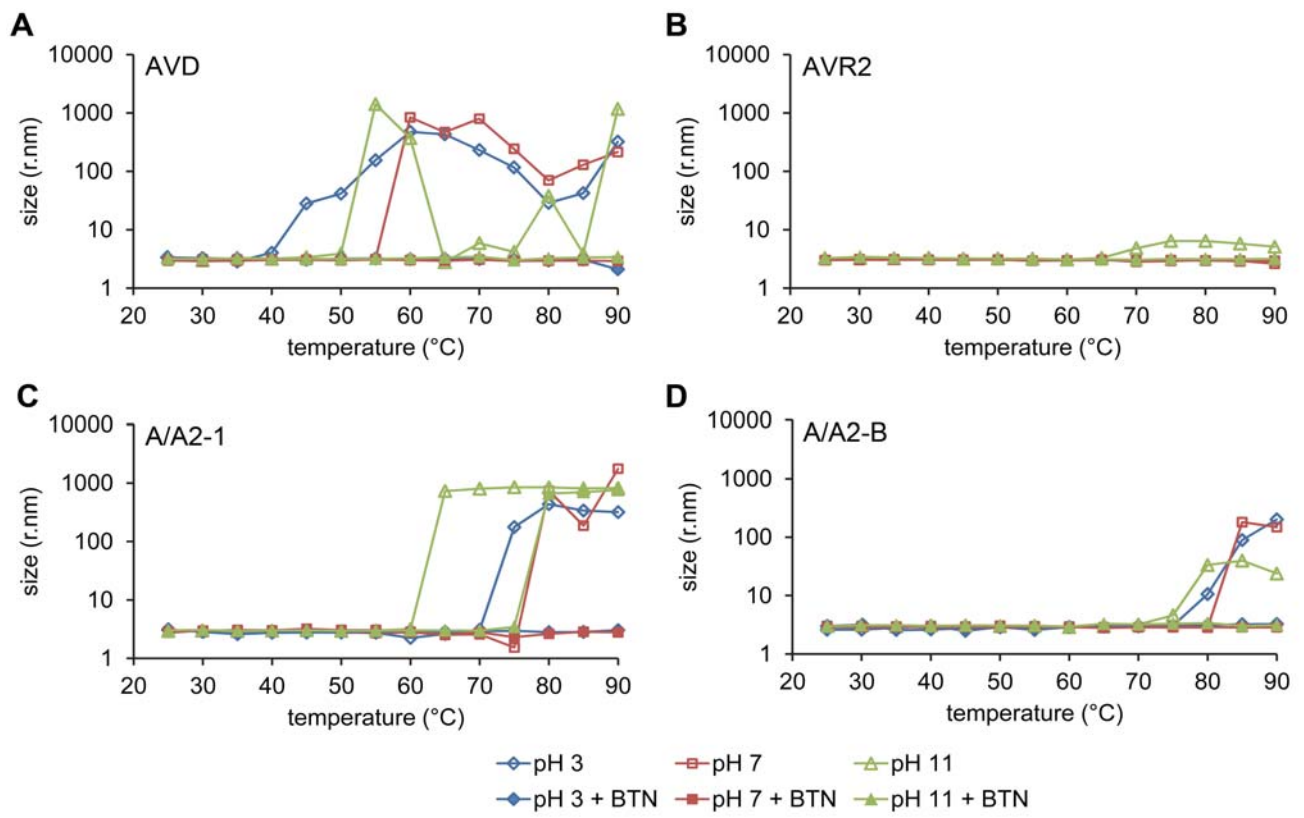 A
AVD
10000
1000
100
10
1
size (r.nm)
20 30 40 50 60 70 80 90
temperature (°C)
B
AVR2
10000
1000
100
10
1
size (r.nm)
20 30 40 50 60 70 80 90
temperature (°C)
C
A/A2-1
10000
1000
100
10
1
size (r.nm)
20 30 40 50 60 70 80 90
temperature (°C)
D
A/A2-B
10000
1000
100
10
1
size (r.nm)
20 30 40 50 60 70 80 90
temperature (°C)
pH 3 pH 7 pH 11
pH 3 + BTN pH 7 + BTN pH 11 + BTN